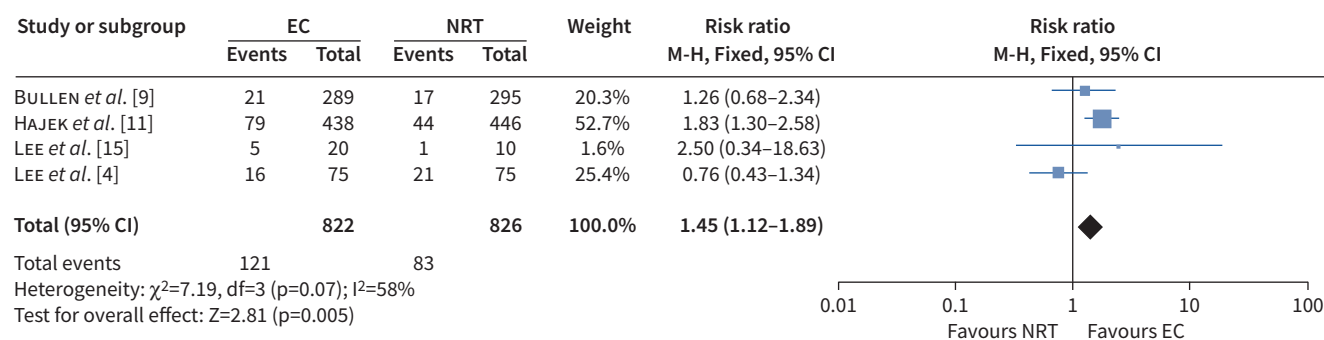 Study or subgroup EC NRT Weight Risk ratio Risk ratio
Events Total Events Total M-H, Fixed, 95% CI M-H, Fixed, 95% CI
Bullen et al. [9] 21 289 17 295 20.3% 1.26 (0.68–2.34)
Hajek et al. [11] 79 438 44 446 52.7% 1.83 (1.30–2.58)
Lee et al. [15] 5 20 1 10 1.6% 2.50 (0.34–18.63)
Lee et al. [4] 16 75 21 75 25.4% 0.76 (0.43–1.34)
Total (95% CI) 822 826 100.0% 1.45 (1.12–1.89)
Total events 121 83
Heterogeneity: χ²=7.19, df=3 (p=0.07); I²=58%
Test for overall effect: Z=2.81 (p=0.005)
0.01 0.1 1 10 100
Favours NRT Favours EC